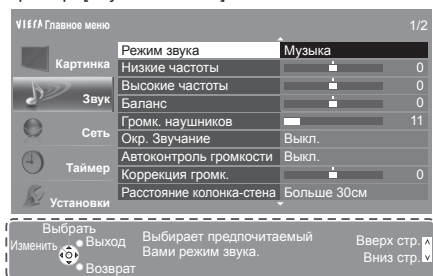 VIErA Главное меню 1/2
Картинка
Звук
Сеть
Таймер
Установки
Режим звука Музыка
Низкие частоты 0
Высокие частоты 0
Баланс 0
Громк. наушников 11
Окр. Звучание Выкл.
Автоконтроль громкости Выкл.
Коррекция громк. 0
Расстояние колонка-стена Больше 30см
Выбрать
Изменить
Выход
Возврат
Выбирает предпочитаемый
Вами режим звука.
Вверх стр.
Вниз стр.